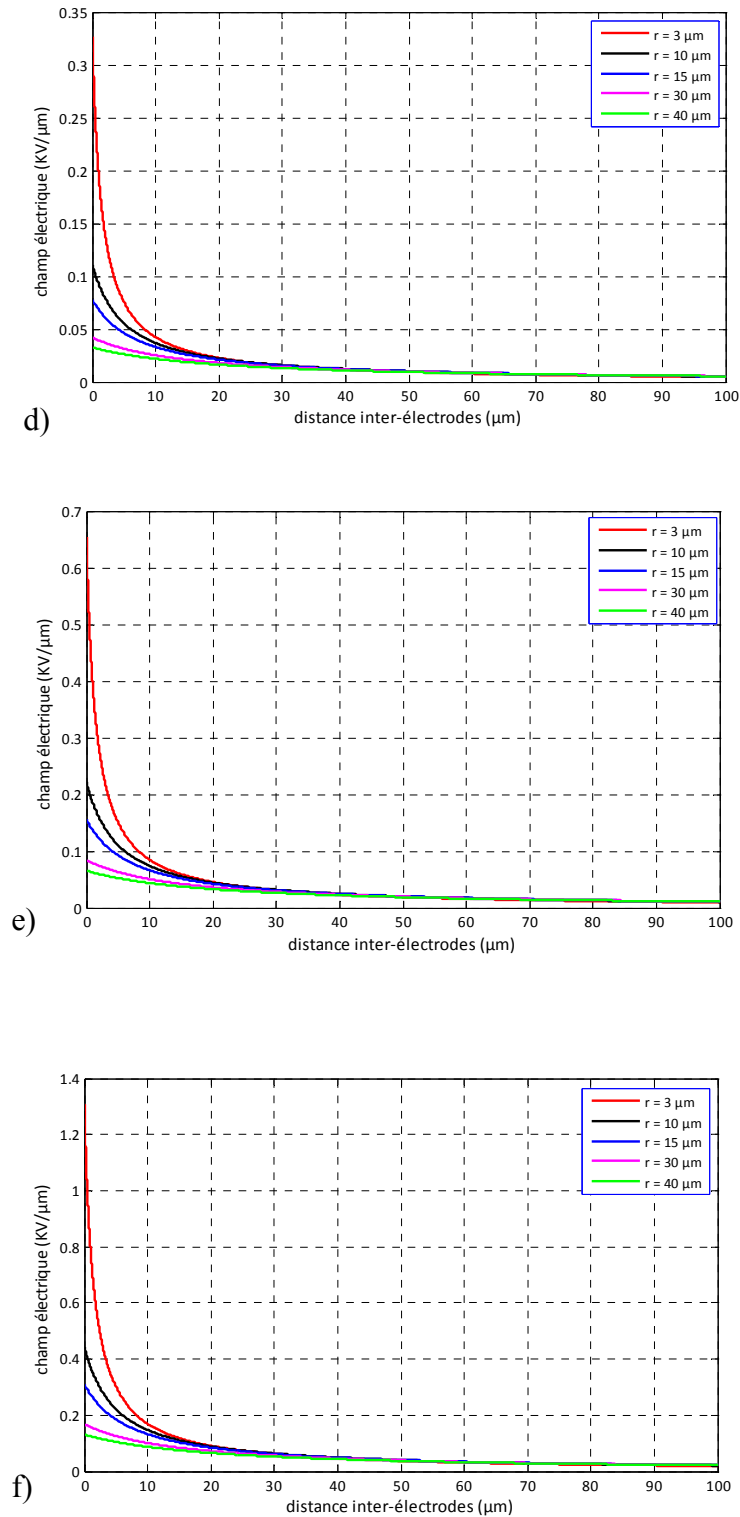 0.35
0.3
0.25
0.2
0.15
0.1
0.05
0
champ électrique (KV/µm)
r = 3 µm
r = 10 µm
r = 15 µm
r = 30 µm
r = 40 µm
0 10 20 30 40 50 60 70 80 90 100
distance inter-électrodes (µm)
d)
0.7
0.6
0.5
0.4
0.3
0.2
0.1
0
champ électrique (KV/µm)
r = 3 µm
r = 10 µm
r = 15 µm
r = 30 µm
r = 40 µm
0 10 20 30 40 50 60 70 80 90 100
distance inter-électrodes (µm)
e)
1.4
1.2
1
0.8
0.6
0.4
0.2
0
champ électrique (KV/µm)
r = 3 µm
r = 10 µm
r = 15 µm
r = 30 µm
r = 40 µm
0 10 20 30 40 50 60 70 80 90 100
distance inter-électrodes (µm)
f)